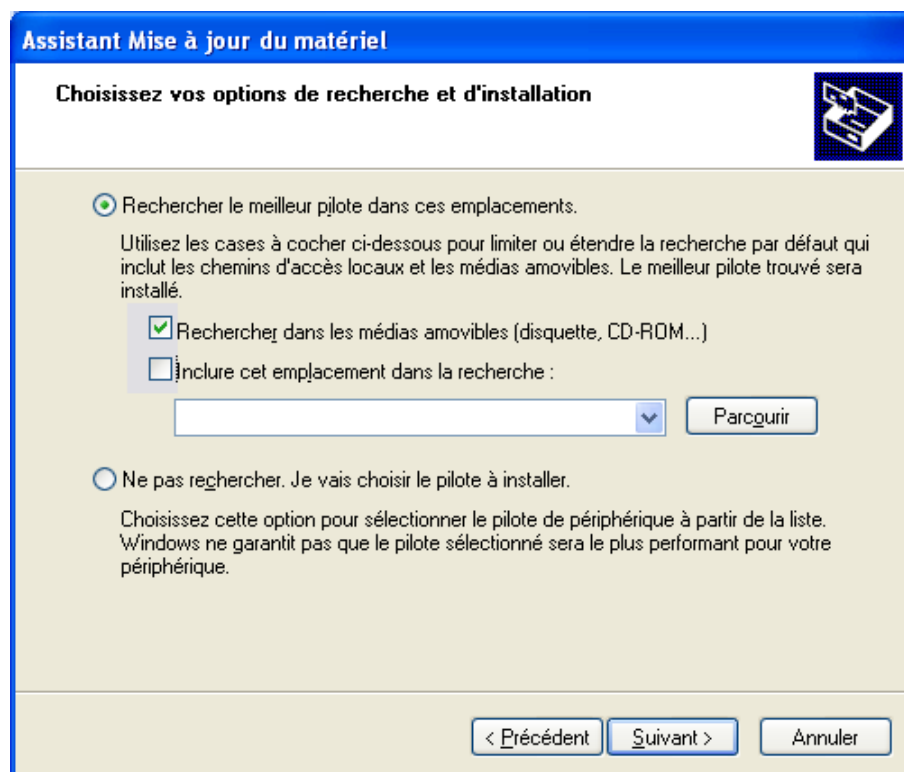 Assistant Mise à jour du matériel
Choisissez vos options de recherche et d'installation
Rechercher le meilleur pilote dans ces emplacements.
Utilisez les cases à cocher ci-dessous pour limiter ou étendre la recherche par défaut qui
inclut les chemins d'accès locaux et les médias amovibles. Le meilleur pilote trouvé sera
installé.
Rechercher dans les médias amovibles (disquette, CD-ROM...)
Inclure cet emplacement dans la recherche :
Parcourir
Ne pas rechercher. Je vais choisir le pilote à installer.
Choisissez cette option pour sélectionner le pilote de périphérique à partir de la liste.
Windows ne garantit pas que le pilote sélectionné sera le plus performant pour votre
périphérique.
< Précédent Suivant > Annuler